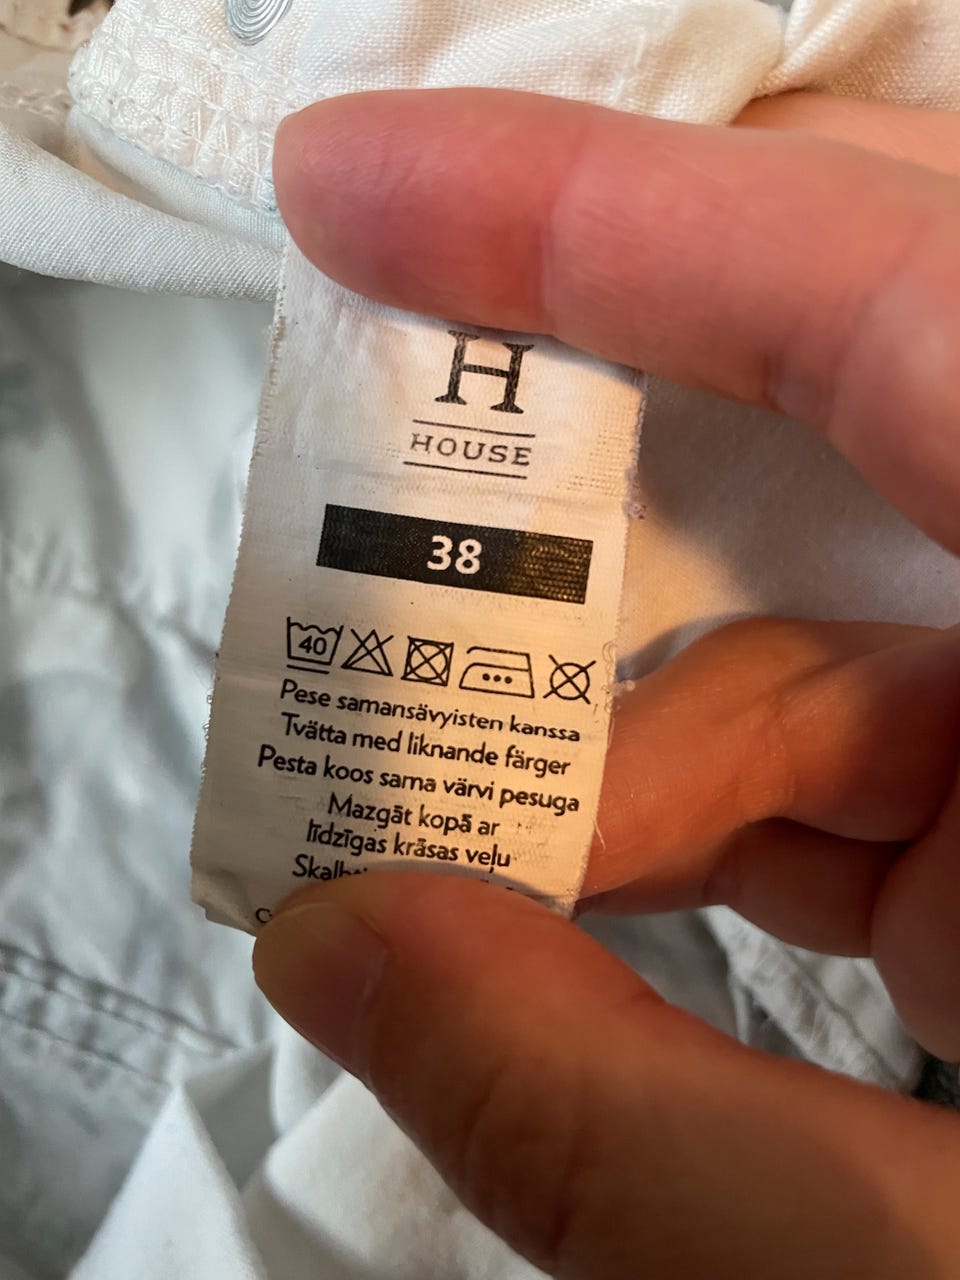 H
HOUSE
38
40
Pese samansävyisten kanssa
Tvätta med liknande färger
Pesta koos sama värvi pesuga
Mazgāt kopā ar
līdzīgas krāsas veļu